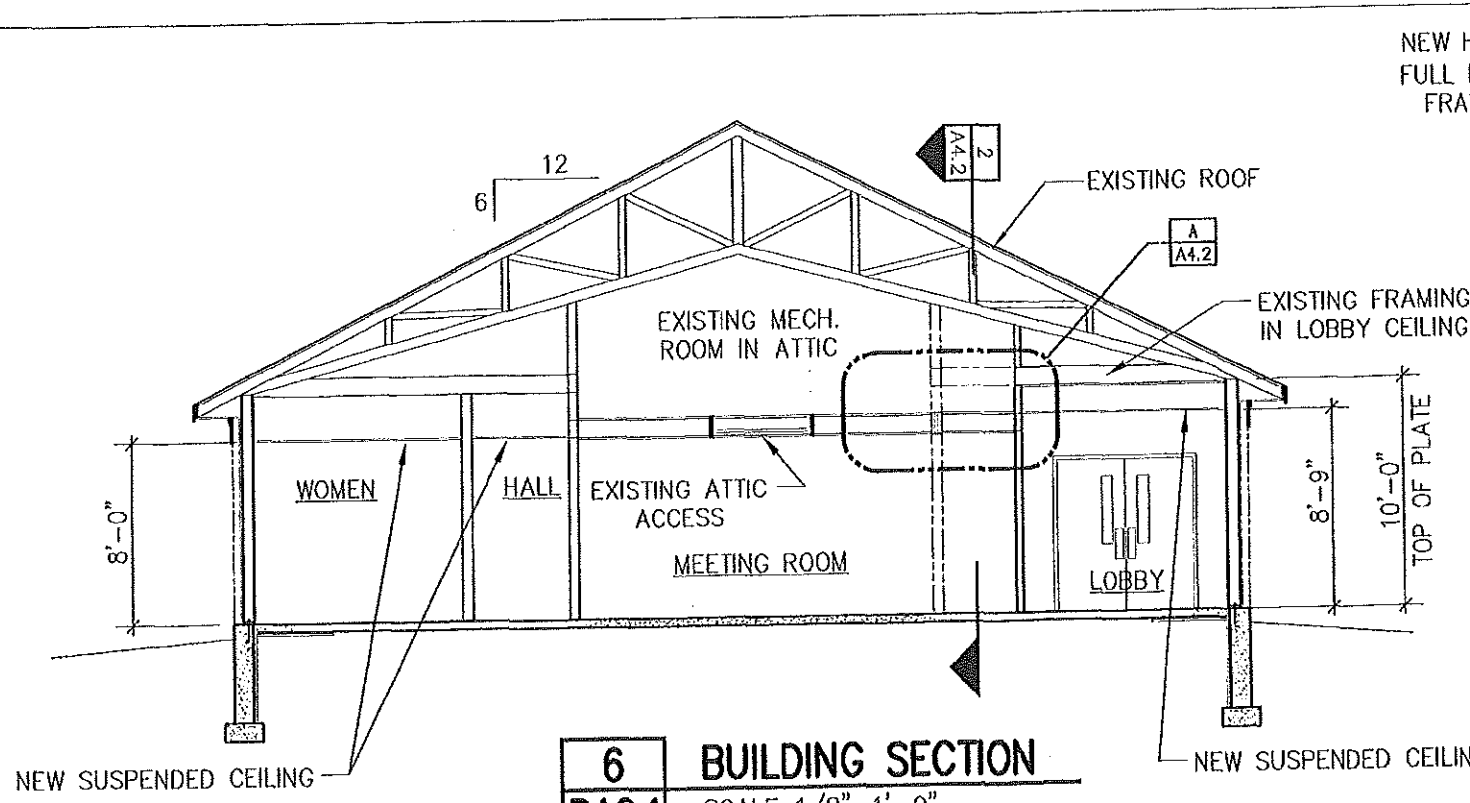 NEW
FULL
12
6
2
A4.2
EXISTING ROOF
A
A4.2
EXISTING FRAMING
IN LOBBY CEILING
EXISTING MECH.
ROOM IN ATTIC
WOMEN
HALL
EXISTING ATTIC
ACCESS
MEETING ROOM
LOBBY
8'-0"
8'-9"
10'-0"
TOP OF PLATE
NEW SUSPENDED CEILING
NEW SUSPENDED
6
BUILDING SECTION